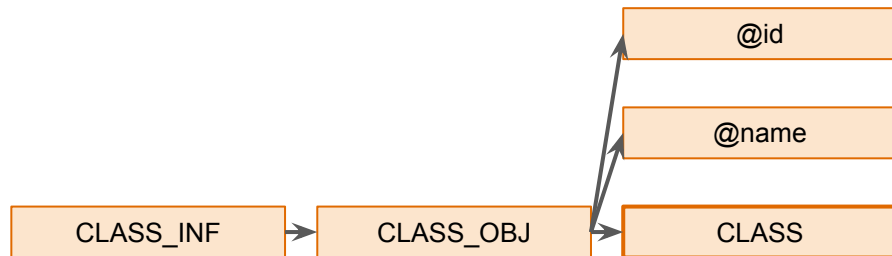 @id
@name
CLASS_INF
CLASS_OBJ
CLASS